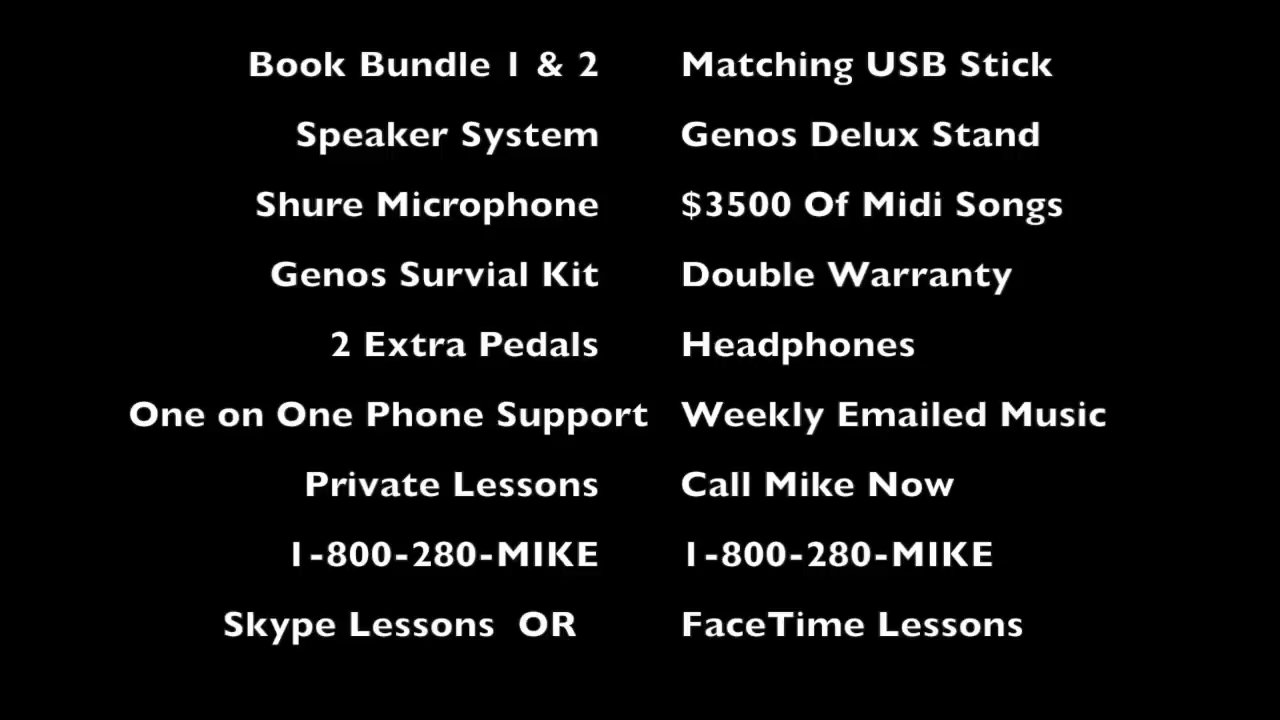 Book Bundle 1 & 2 Matching USB Stick
Speaker System Genos Delux Stand
Shure Microphone $3500 Of Midi Songs
Genos Survial Kit Double Warranty
2 Extra Pedals Headphones
One on One Phone Support Weekly Emailed Music
Private Lessons Call Mike Now
1-800-280-MIKE 1-800-280-MIKE
Skype Lessons OR FaceTime Lessons